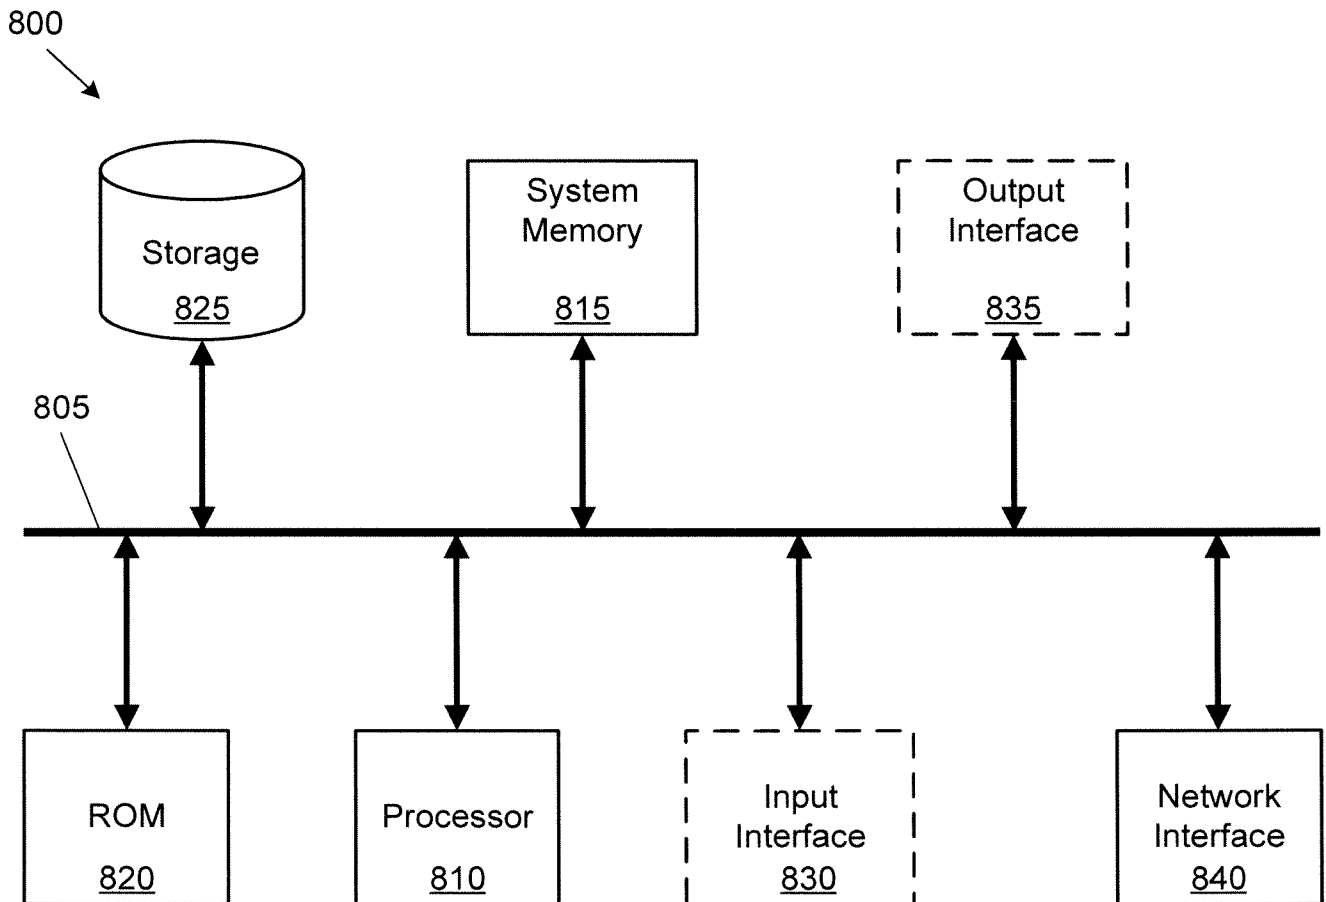 800
Storage
825
System
Memory
815
Output
Interface
835
805
ROM
820
Processor
810
Input
Interface
830
Network
Interface
840